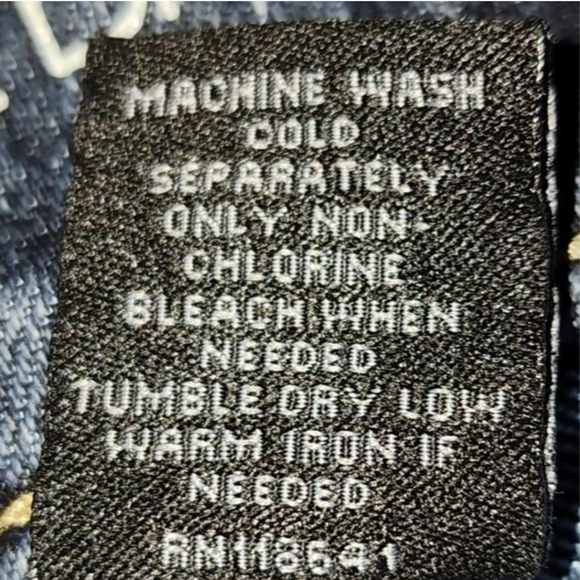 MACHINE WASH
COLD
SEPARATELY
ONLY NON-
CHLORINE
BLEACH WHEN
NEEDED
TUMBLE DRY LOW
WARM IRON IF
NEEDED
RN118641